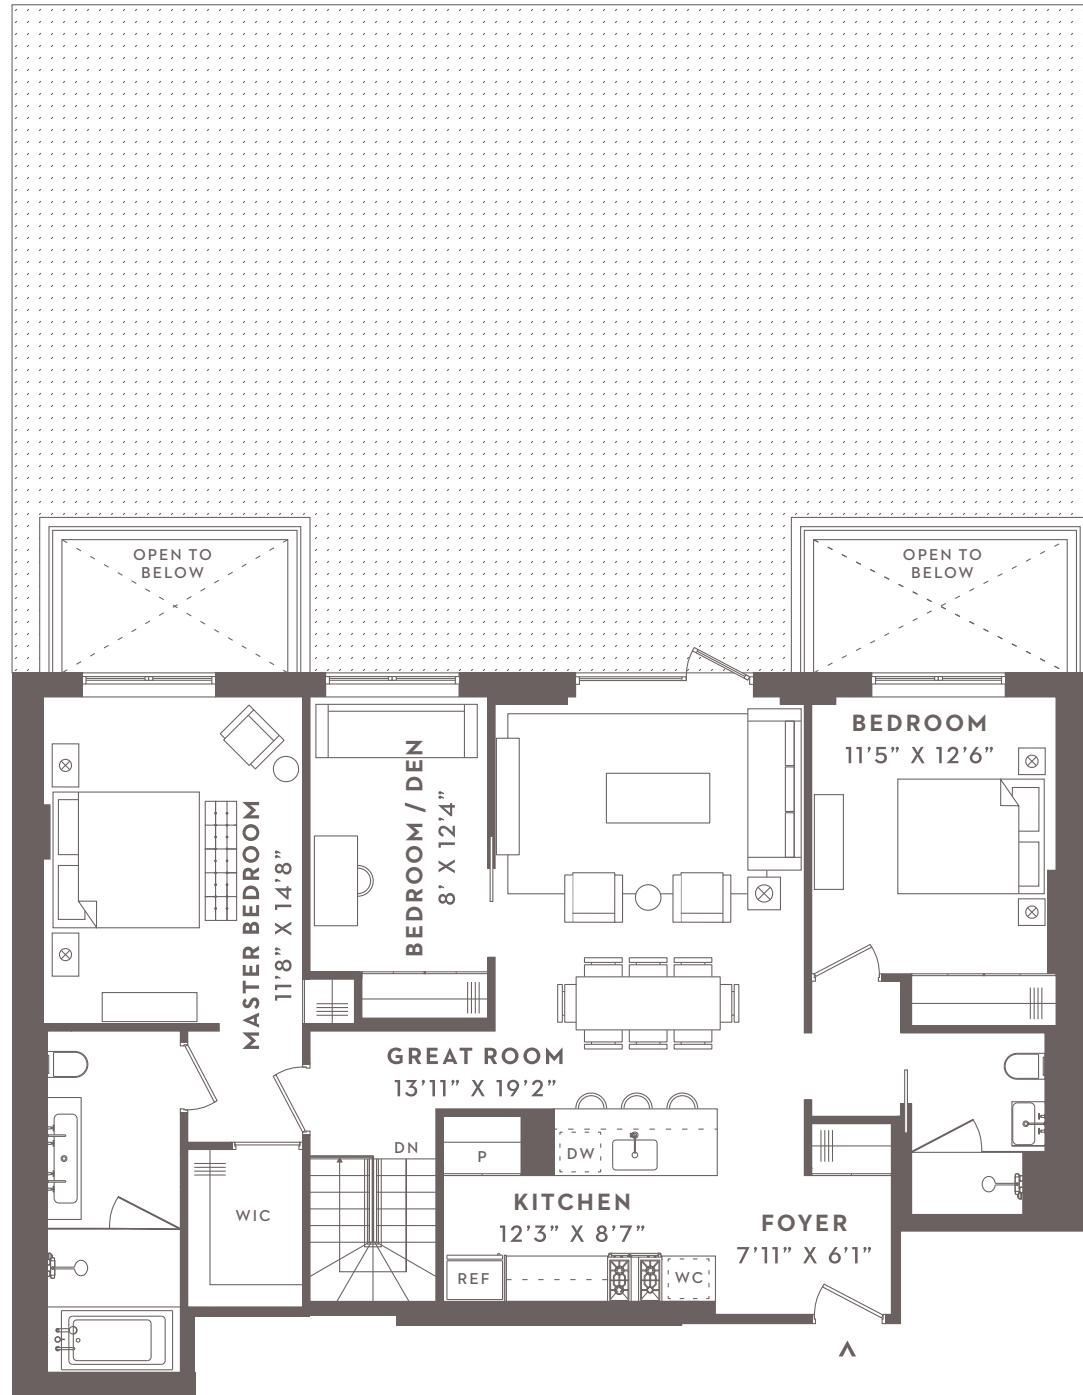 OPEN TO
BELOW
OPEN TO
BELOW
MASTER BEDROOM
11'8" X 14'8"
BEDROOM / DEN
8' X 12'4"
BEDROOM
11'5" X 12'6"
GREAT ROOM
13'11" X 19'2"
DN
P
DW
WIC
KITCHEN
12'3" X 8'7"
FOYER
7'11" X 6'1"
REF
WC